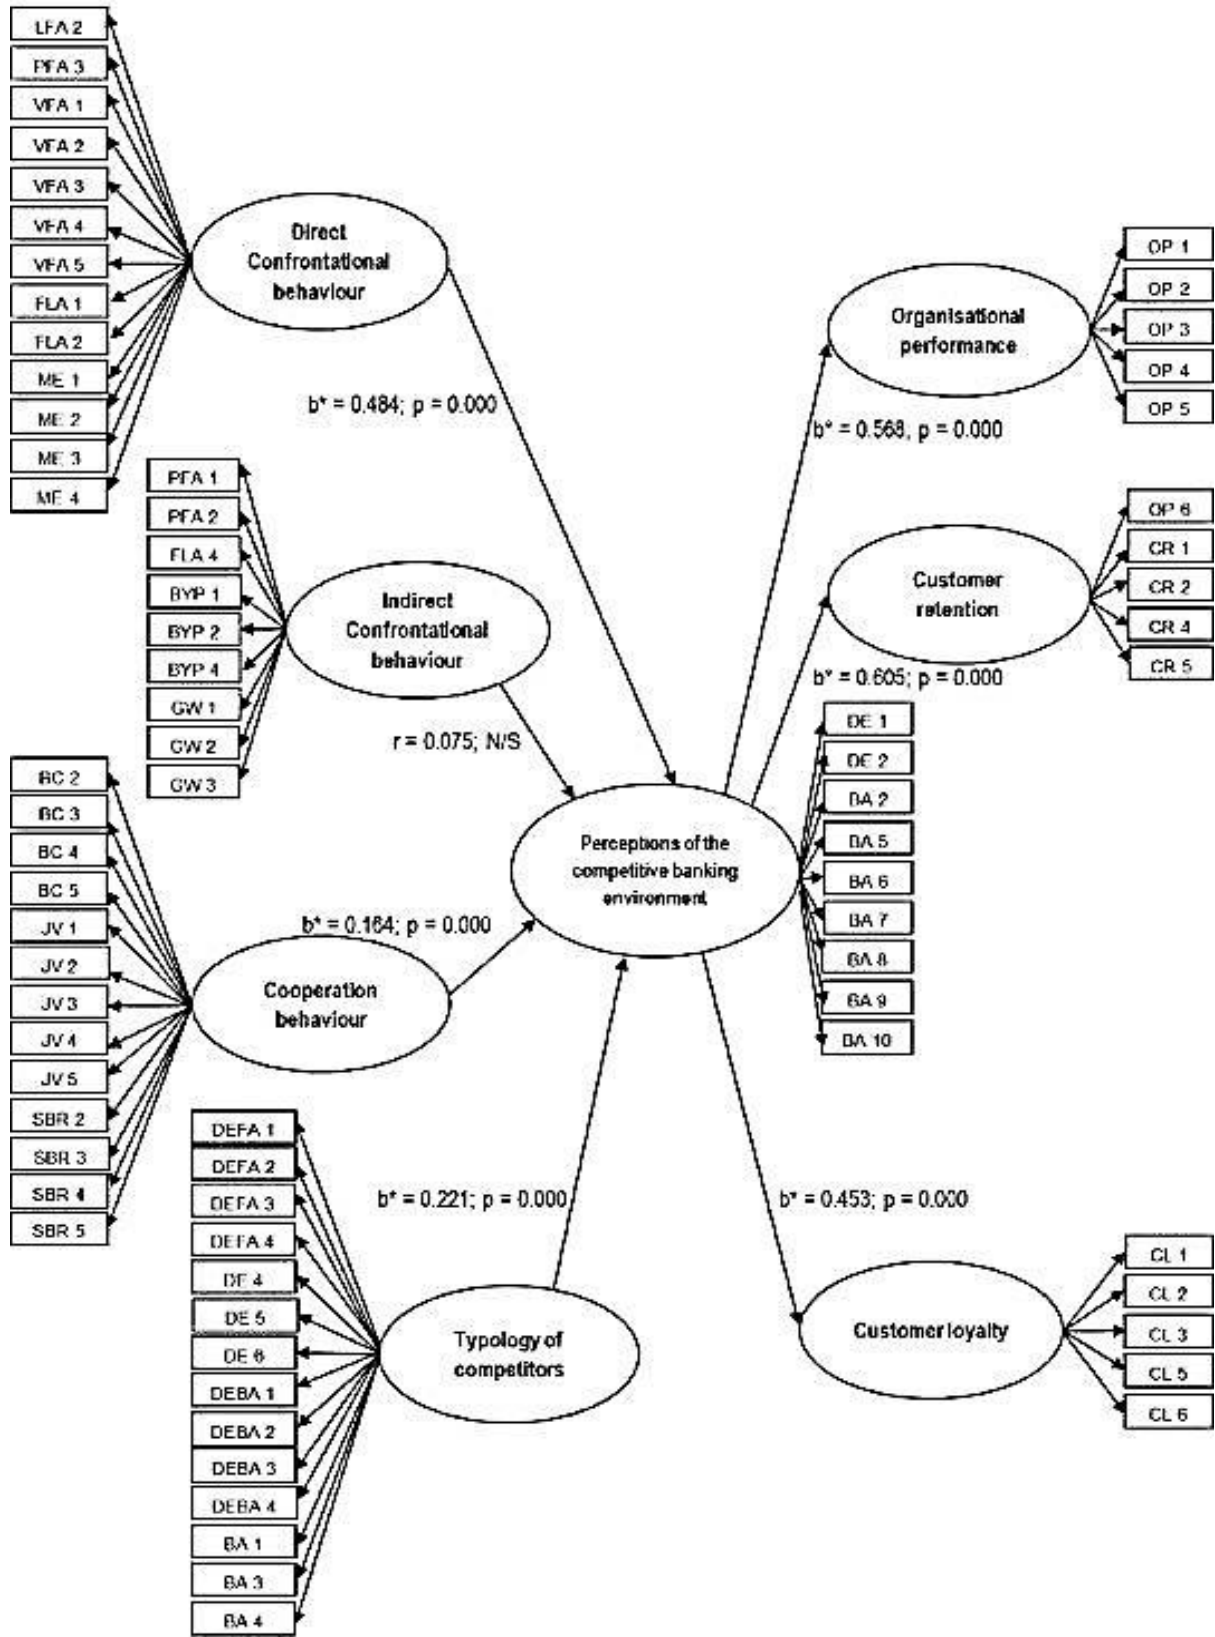 LFA 2
PFA 3
VFA 1
VFA 2
VFA 3
VFA 4
VFA 5
FLA 1
FLA 2
ME 1
ME 2
ME 3
ME 4
Direct
Confrontational
behaviour
b* = 0.484; p = 0.000
PFA 1
PFA 2
FLA 4
BYP 1
BYP 2
BYP 4
GW 1
GW 2
GW 3
Indirect
Confrontational
behaviour
r = 0.075; N/S
BC 2
BC 3
BC 4
BC 5
JV 1
JV 2
JV 3
JV 4
JV 5
SBR 2
SBR 3
SBR 4
SBR 5
Cooperation
behaviour
b* = 0.164; p = 0.000
DEFA 1
DEFA 2
DEFA 3
DEFA 4
DE 4
DE 5
DE 6
DEBA 1
DEBA 2
DEBA 3
DEBA 4
BA 1
BA 3
BA 4
Typology of
competitors
b* = 0.221; p = 0.000
Perceptions of the
competitive banking
environment
DE 1
DE 2
BA 2
BA 5
BA 6
BA 7
BA 8
BA 9
BA 10
Organisational
performance
b* = 0.568, p = 0.000
OP 1
OP 2
OP 3
OP 4
OP 5
Customer
retention
b* = 0.605; p = 0.000
OP 6
CR 1
CR 2
CR 4
CR 5
Customer loyalty
b* = 0.453; p = 0.000
CL 1
CL 2
CL 3
CL 5
CL 6